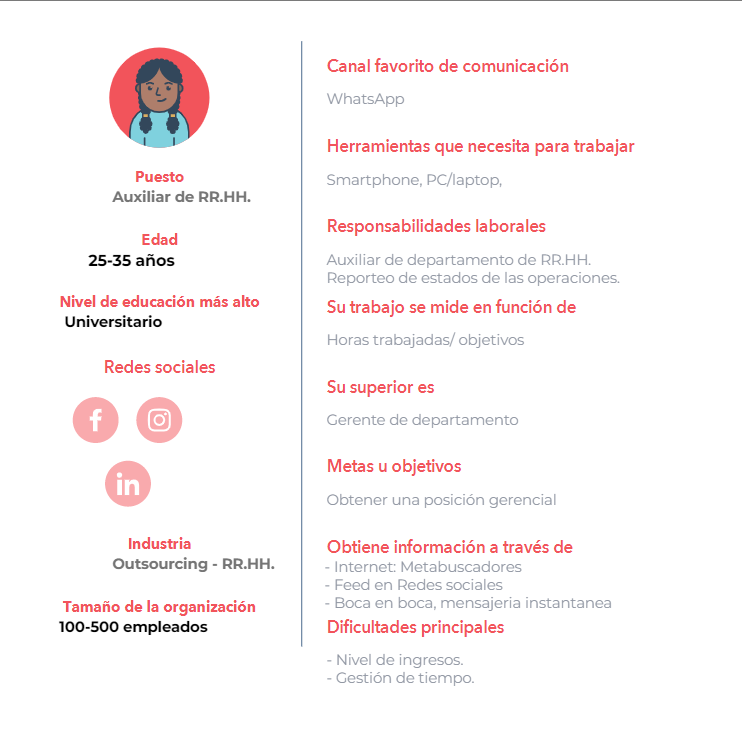 Puesto
Auxiliar de RR.HH.
Edad
25-35 años
Nivel de educación más alto
Universitario
Redes sociales
Industria
Outsourcing - RR.HH.
Tamaño de la organización
100-500 empleados
Canal favorito de comunicación
WhatsApp
Herramientas que necesita para trabajar
Smartphone, PC/laptop,
Responsabilidades laborales
Auxiliar de departamento de RR.HH.
Reporteo de estados de las operaciones.
Su trabajo se mide en función de
Horas trabajadas/ objetivos
Su superior es
Gerente de departamento
Metas u objetivos
Obtener una posición gerencial
Obtiene información a través de
- Internet: Metabuscadores
- Feed en Redes sociales
- Boca en boca, mensajeria instantanea
Dificultades principales
- Nivel de ingresos.
- Gestión de tiempo.